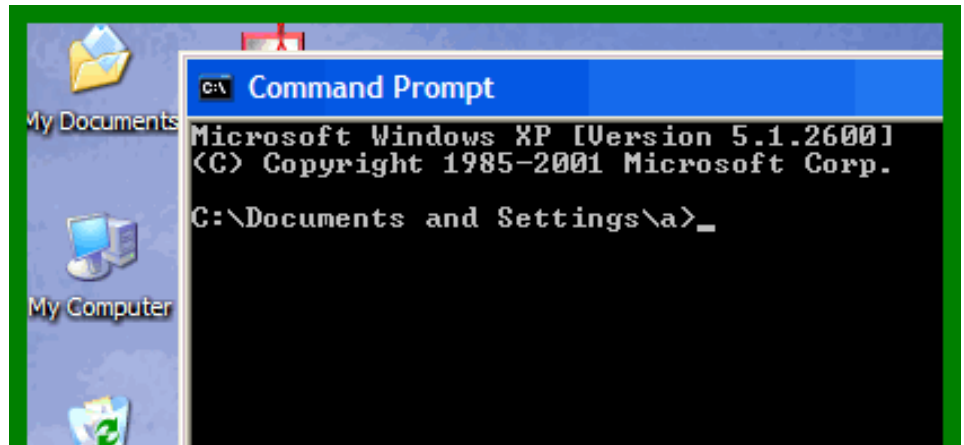 My Documents
C:\
Command Prompt
Microsoft Windows XP [Version 5.1.2600]
(C) Copyright 1985-2001 Microsoft Corp.
C:\Documents and Settings\a>_
My Computer